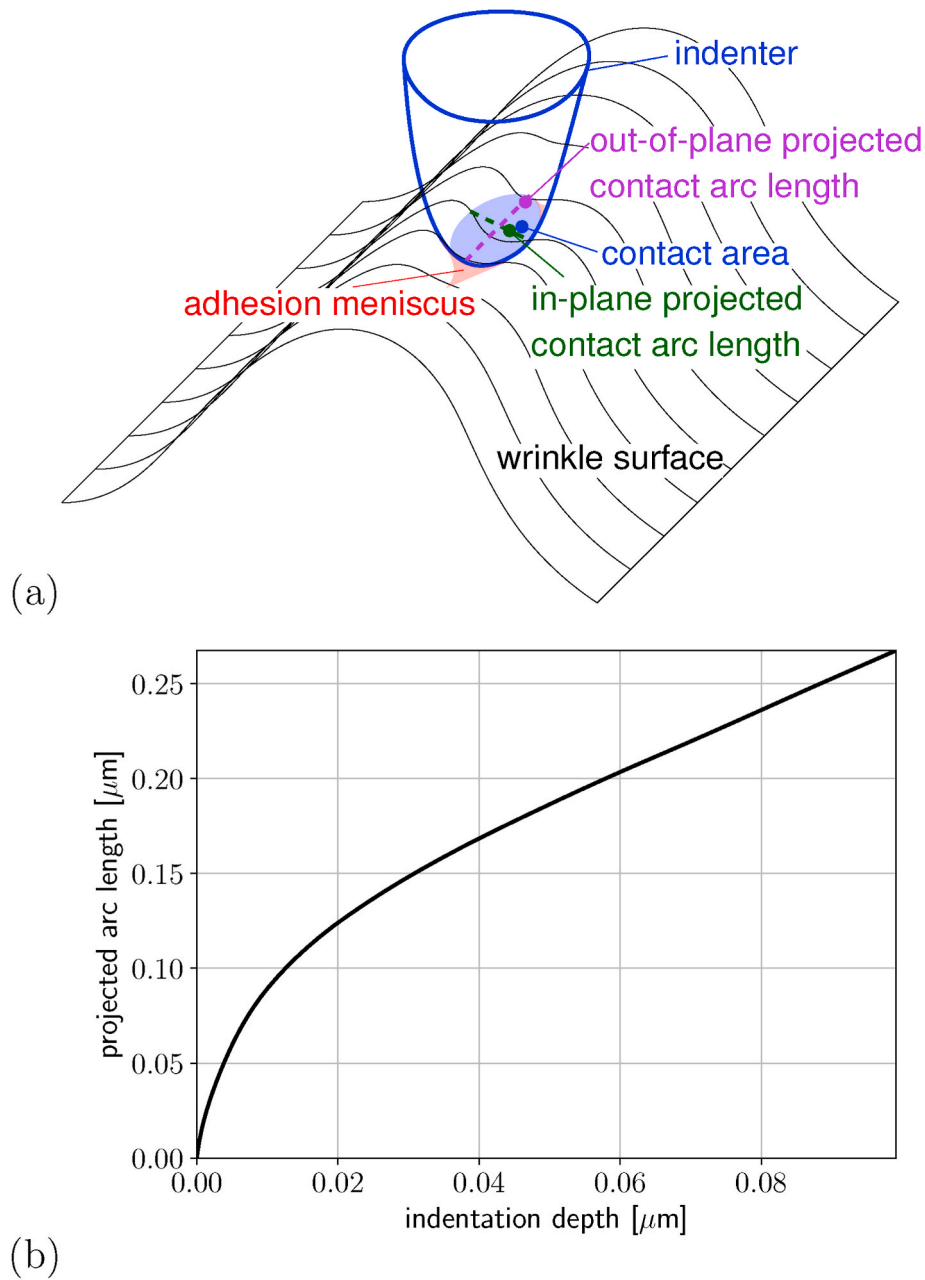 indenter
out-of-plane projected
contact arc length
contact area
adhesion meniscus
in-plane projected
contact arc length
wrinkle surface
(a)
0.25
0.20
0.15
0.10
0.05
0.00
projected arc length [μm]
0.00 0.02 0.04 0.06 0.08
indentation depth [μm]
(b)